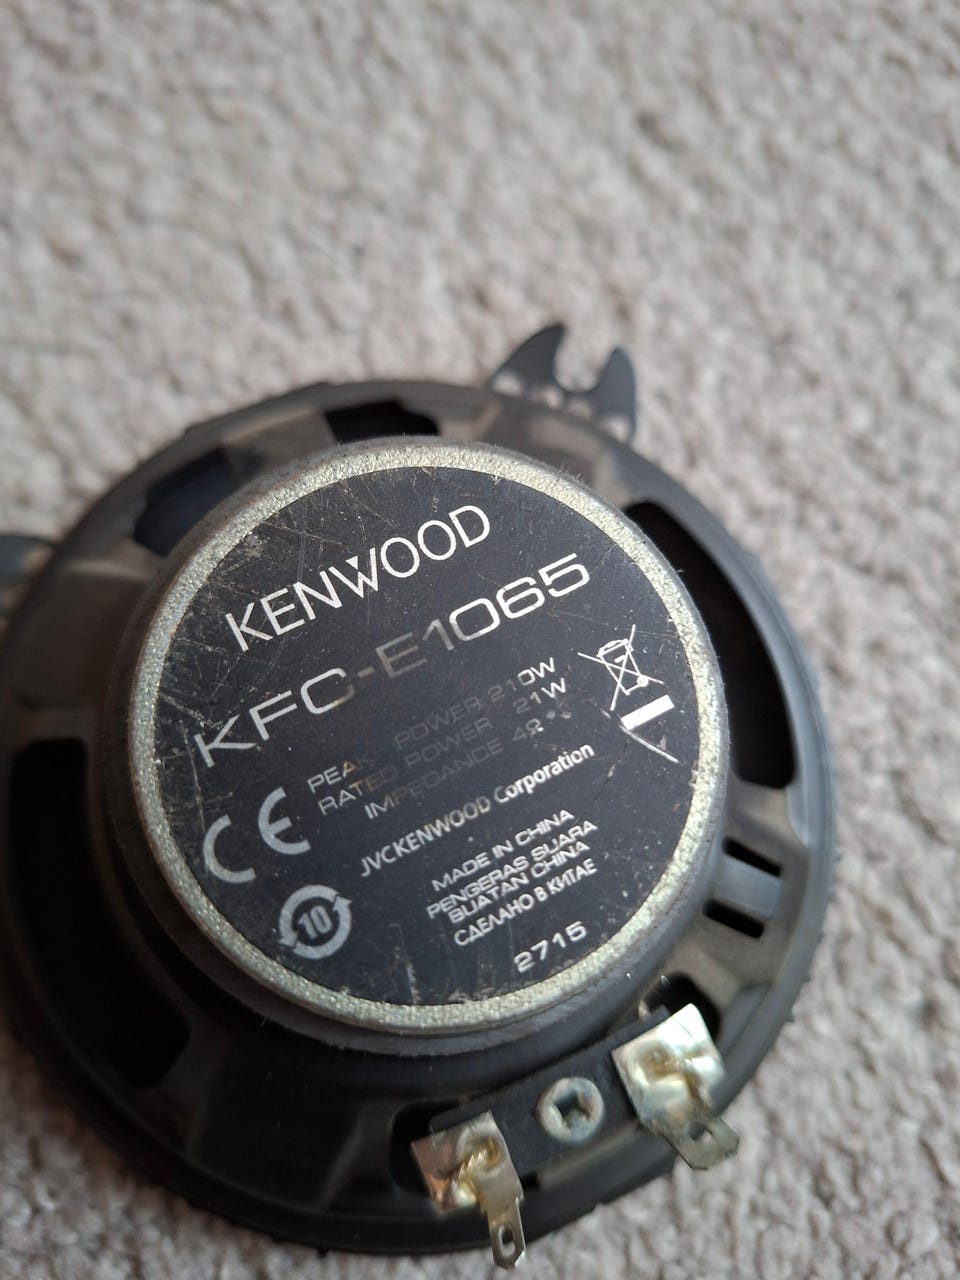 KENWOOD
KFC-E1065
PEAK POWER 210W
RATED POWER 21W
IMPEDANCE 4Ω
JVCKENWOOD Corporation
CE
10
MADE IN CHINA
PENGERAS SUARA
BUATAN CHINA
СДЕЛАНО В КИТАЕ
2715